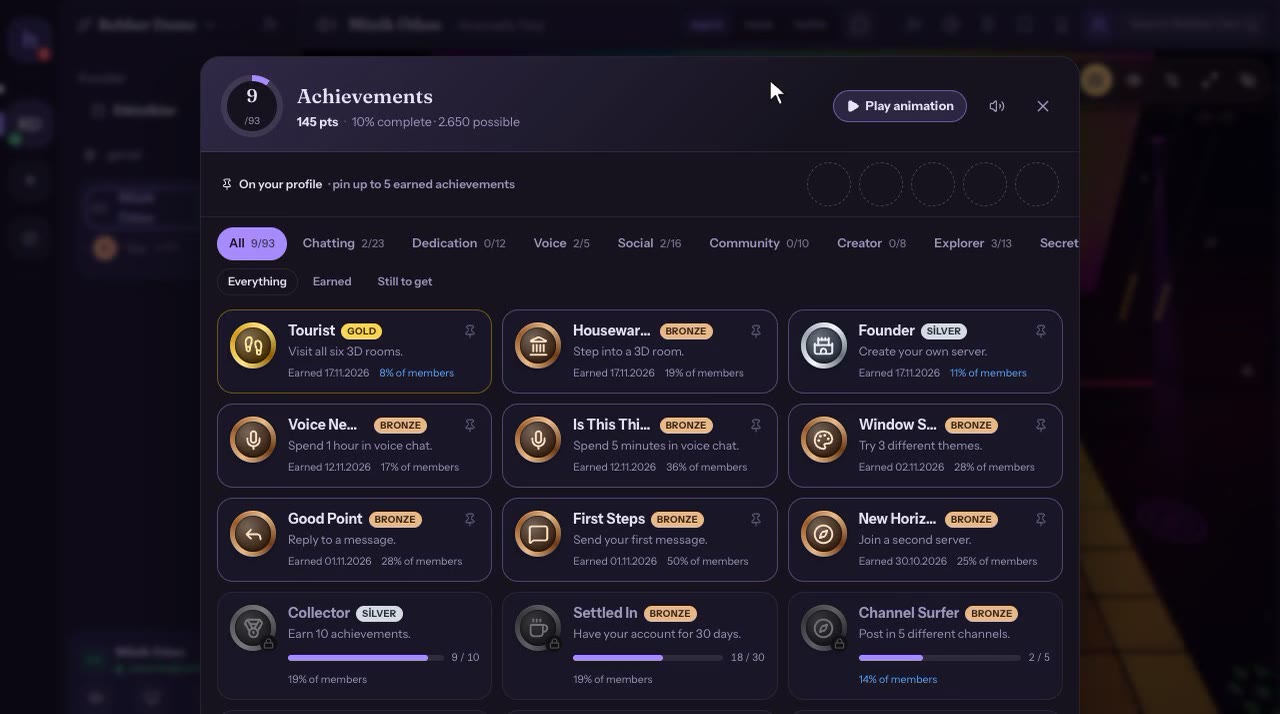 9
/93
Achievements
145 pts · 10% complete · 2.650 possible
Play animation
On your profile · pin up to 5 earned achievements
All 9/93 Chatting 2/23 Dedication 0/12 Voice 2/5 Social 2/16 Community 0/10 Creator 0/8 Explorer 3/13 Secret
Everything Earned Still to get
Tourist GOLD
Visit all six 3D rooms.
Earned 17.11.2026 8% of members
Housewar... BRONZE
Step into a 3D room.
Earned 17.11.2026 19% of members
Founder SİLVER
Create your own server.
Earned 17.11.2026 11% of members
Voice Ne... BRONZE
Spend 1 hour in voice chat.
Earned 12.11.2026 17% of members
Is This Thi... BRONZE
Spend 5 minutes in voice chat.
Earned 12.11.2026 36% of members
Window S... BRONZE
Try 3 different themes.
Earned 02.11.2026 28% of members
Good Point BRONZE
Reply to a message.
Earned 01.11.2026 28% of members
First Steps BRONZE
Send your first message.
Earned 01.11.2026 50% of members
New Horiz... BRONZE
Join a second server.
Earned 30.10.2026 25% of members
Collector SİLVER
Earn 10 achievements.
9 / 10
19% of members
Settled In BRONZE
Have your account for 30 days.
18 / 30
19% of members
Channel Surfer BRONZE
Post in 5 different channels.
2 / 5
14% of members